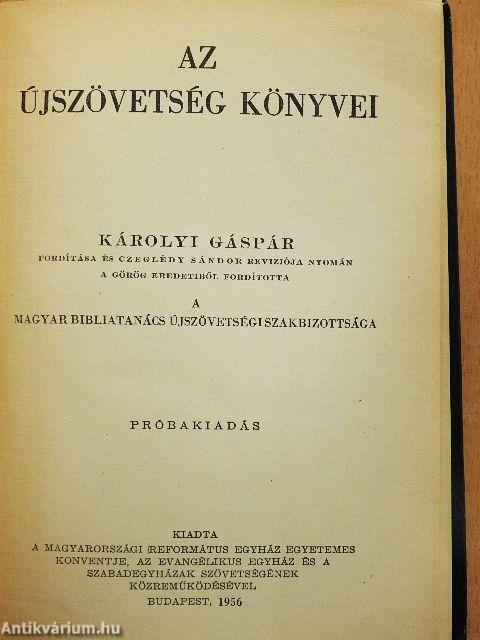 AZ
ÚJSZÖVETSÉG KÖNYVEI
KÁROLYI GÁSPÁR
FORDÍTÁSA ÉS CZEGLÉDY SÁNDOR REVIZIÓJA NYOMÁN
A GÖRÖG EREDETIBŐL FORDÍTOTTA
A
MAGYAR BIBLIATANÁCS ÚJSZÖVETSÉGI SZAKBIZOTTSÁGA
PRÓBAKIADÁS
KIADTA
A MAGYARORSZÁGI REFORMÁTUS EGYHÁZ EGYETEMES
KONVENTJE, AZ EVANGÉLIKUS EGYHÁZ ÉS A
SZABADEGYHÁZAK SZÖVETSÉGÉNEK
KÖZREMŰKÖDÉSÉVEL
BUDAPEST, 1956
Antikvárium.hu